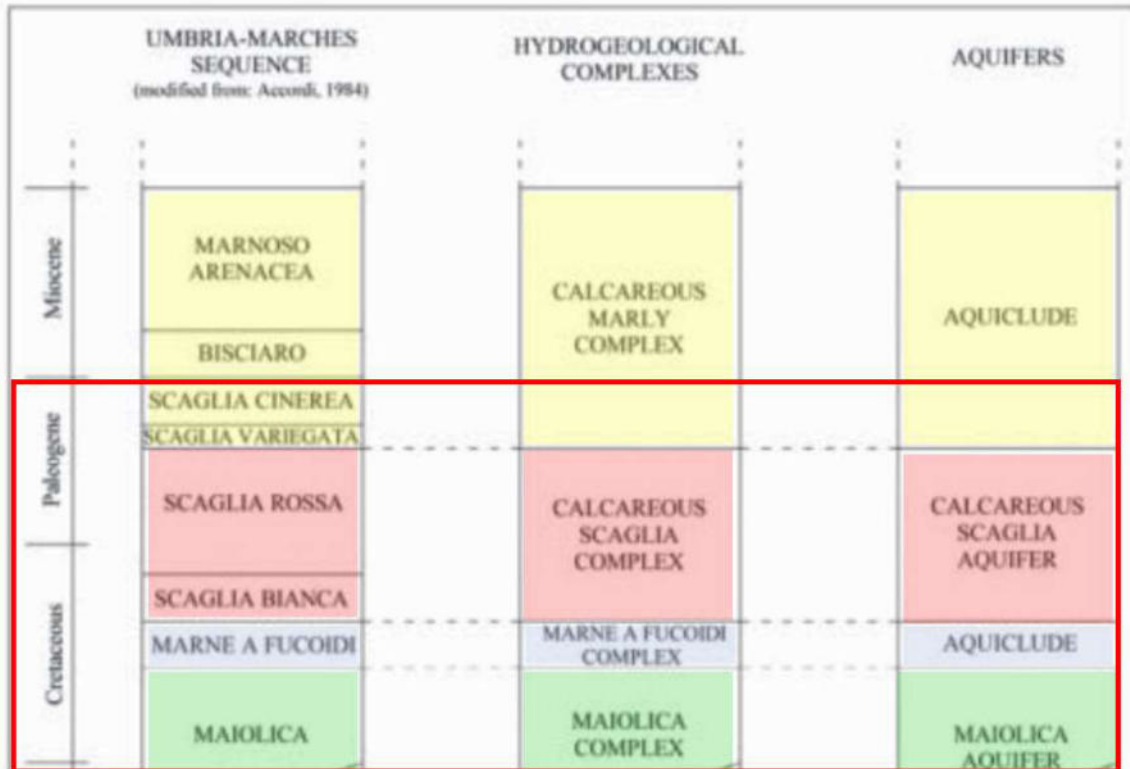 UMBRIA-MARCHES
SEQUENCE
(modified from: Accordi, 1984)
HYDROGEOLOGICAL
COMPLEXES
AQUIFERS
Miocene
Paleogene
Cretaceous
MARNOSO
ARENACEA
BISCIARO
SCAGLIA CINEREA
SCAGLIA VARIEGATA
SCAGLIA ROSSA
SCAGLIA BIANCA
MARNE A FUCOIDI
MAIOLICA
CALCAREOUS
MARLY
COMPLEX
CALCAREOUS
SCAGLIA
COMPLEX
MARNE A FUCOIDI
COMPLEX
MAIOLICA
COMPLEX
AQUICLUDE
CALCAREOUS
SCAGLIA
AQUIFER
AQUICLUDE
MAIOLICA
AQUIFER